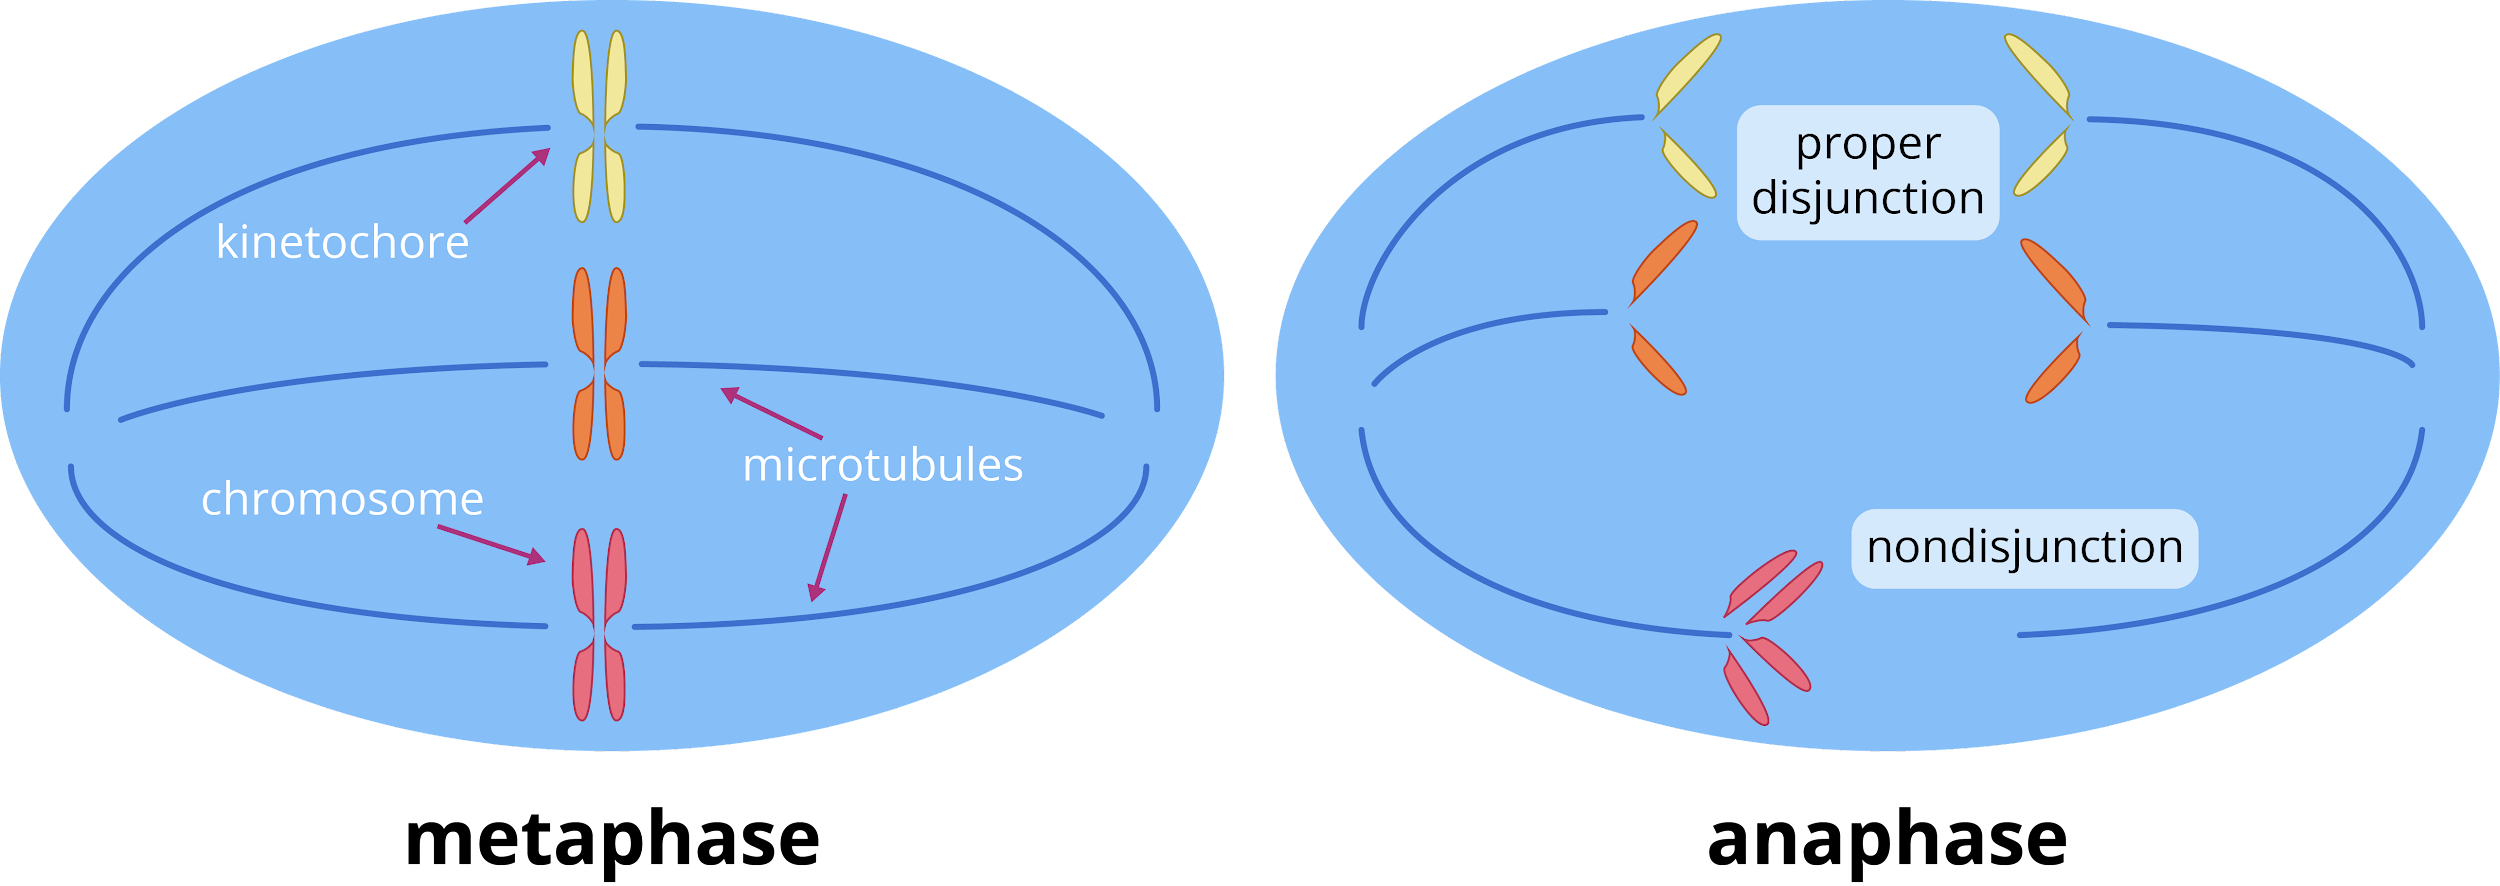 kinetochore
chromosome
microtubules
metaphase
proper
disjunction
nondisjunction
anaphase